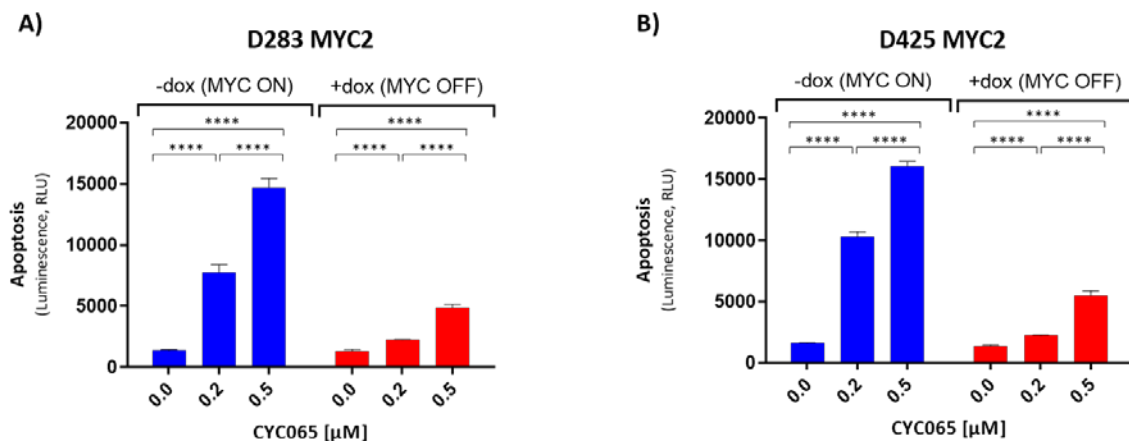 A)
D283 MYC2
-dox (MYC ON) +dox (MYC OFF)
**** ****
**** **** **** ****
20000
15000
10000
5000
0
Apoptosis
(Luminescence, RLU)
0.0 0.2 0.5 0.0 0.2 0.5
CYC065 [µM]
B)
D425 MYC2
-dox (MYC ON) +dox (MYC OFF)
**** ****
**** **** **** ****
20000
15000
10000
5000
0
Apoptosis
(Luminescence, RLU)
0.0 0.2 0.5 0.0 0.2 0.5
CYC065 [µM]